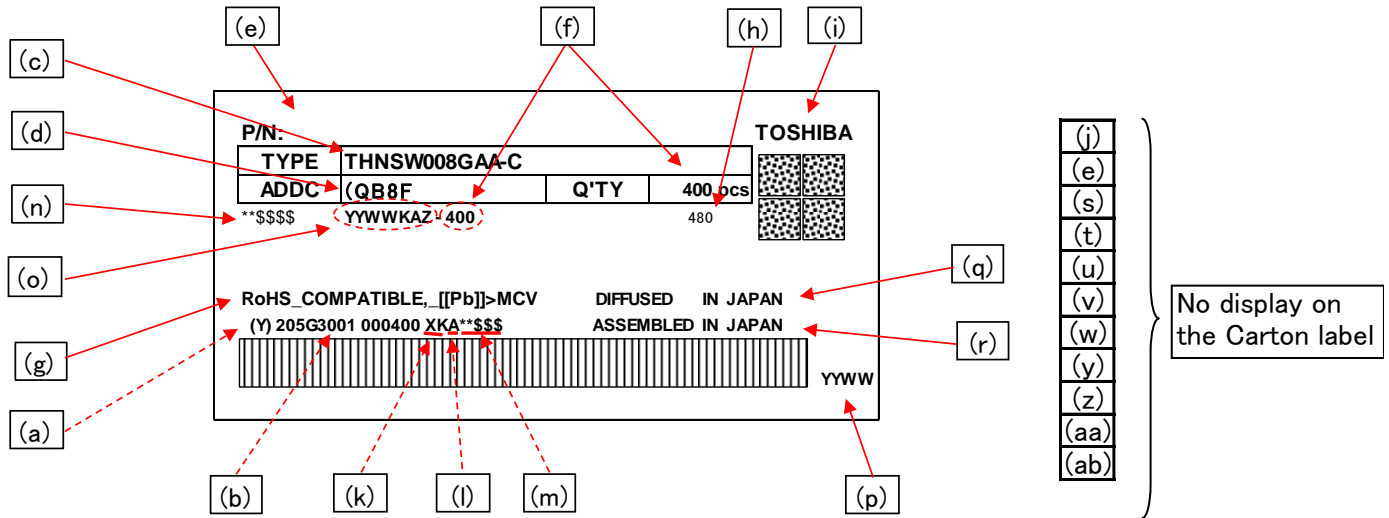 (e) (f) (h) (i)
(c)
(d)
(n)
(o)
(g)
(a)
P/N: TOSHIBA
TYPE THNSW008GAA-C
ADDC (QB8F Q'TY 400 pcs
**$$$$ YYWWKAZ - 400 480
RoHS_COMPATIBLE,_[[Pb]]>MCV DIFFUSED IN JAPAN
(Y) 205G3001 000400 XKA**$$$ ASSEMBLED IN JAPAN
YYWW
(q)
(r)
(b) (k) (l) (m) (p)
(j)
(e)
(s)
(t)
(u)
(v)
(w)
(y)
(z)
(aa)
(ab)
No display on
the Carton label